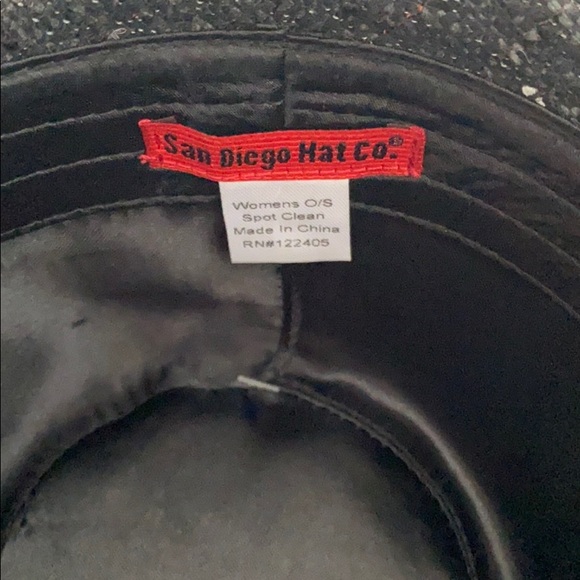 San Diego Hat Co.®
Womens O/S
Spot Clean
Made In China
RN#122405